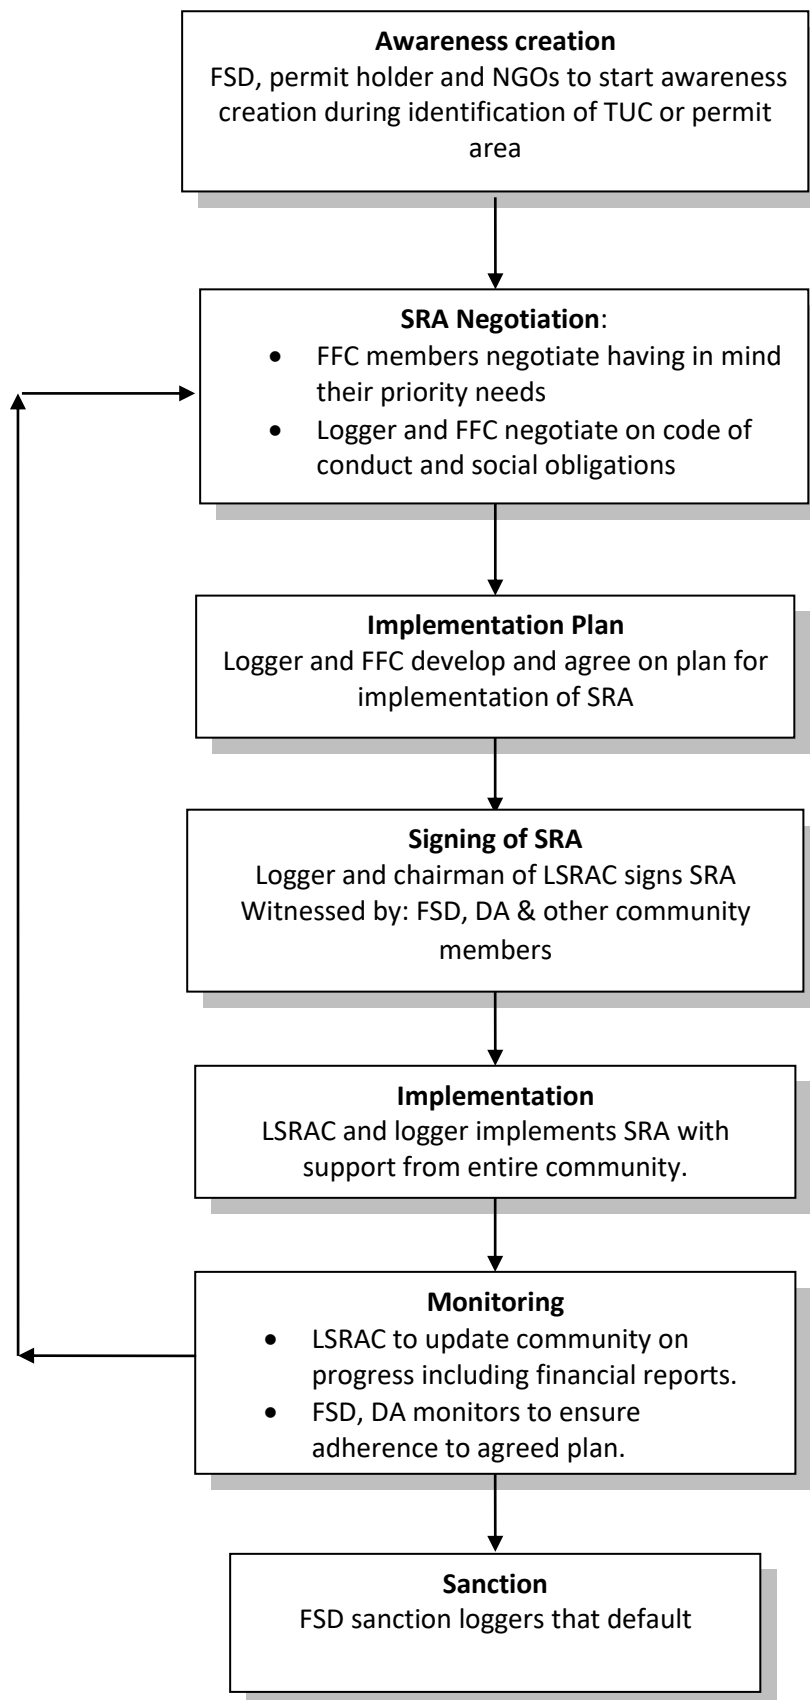 Awareness creation
FSD, permit holder and NGOs to start awareness
creation during identification of TUC or permit
area
SRA Negotiation:
• FFC members negotiate having in mind
their priority needs
• Logger and FFC negotiate on code of
conduct and social obligations
Implementation Plan
Logger and FFC develop and agree on plan for
implementation of SRA
Signing of SRA
Logger and chairman of LSRAC signs SRA
Witnessed by: FSD, DA & other community
members
Implementation
LSRAC and logger implements SRA with
support from entire community.
Monitoring
• LSRAC to update community on
progress including financial reports.
• FSD, DA monitors to ensure
adherence to agreed plan.
Sanction
FSD sanction loggers that default